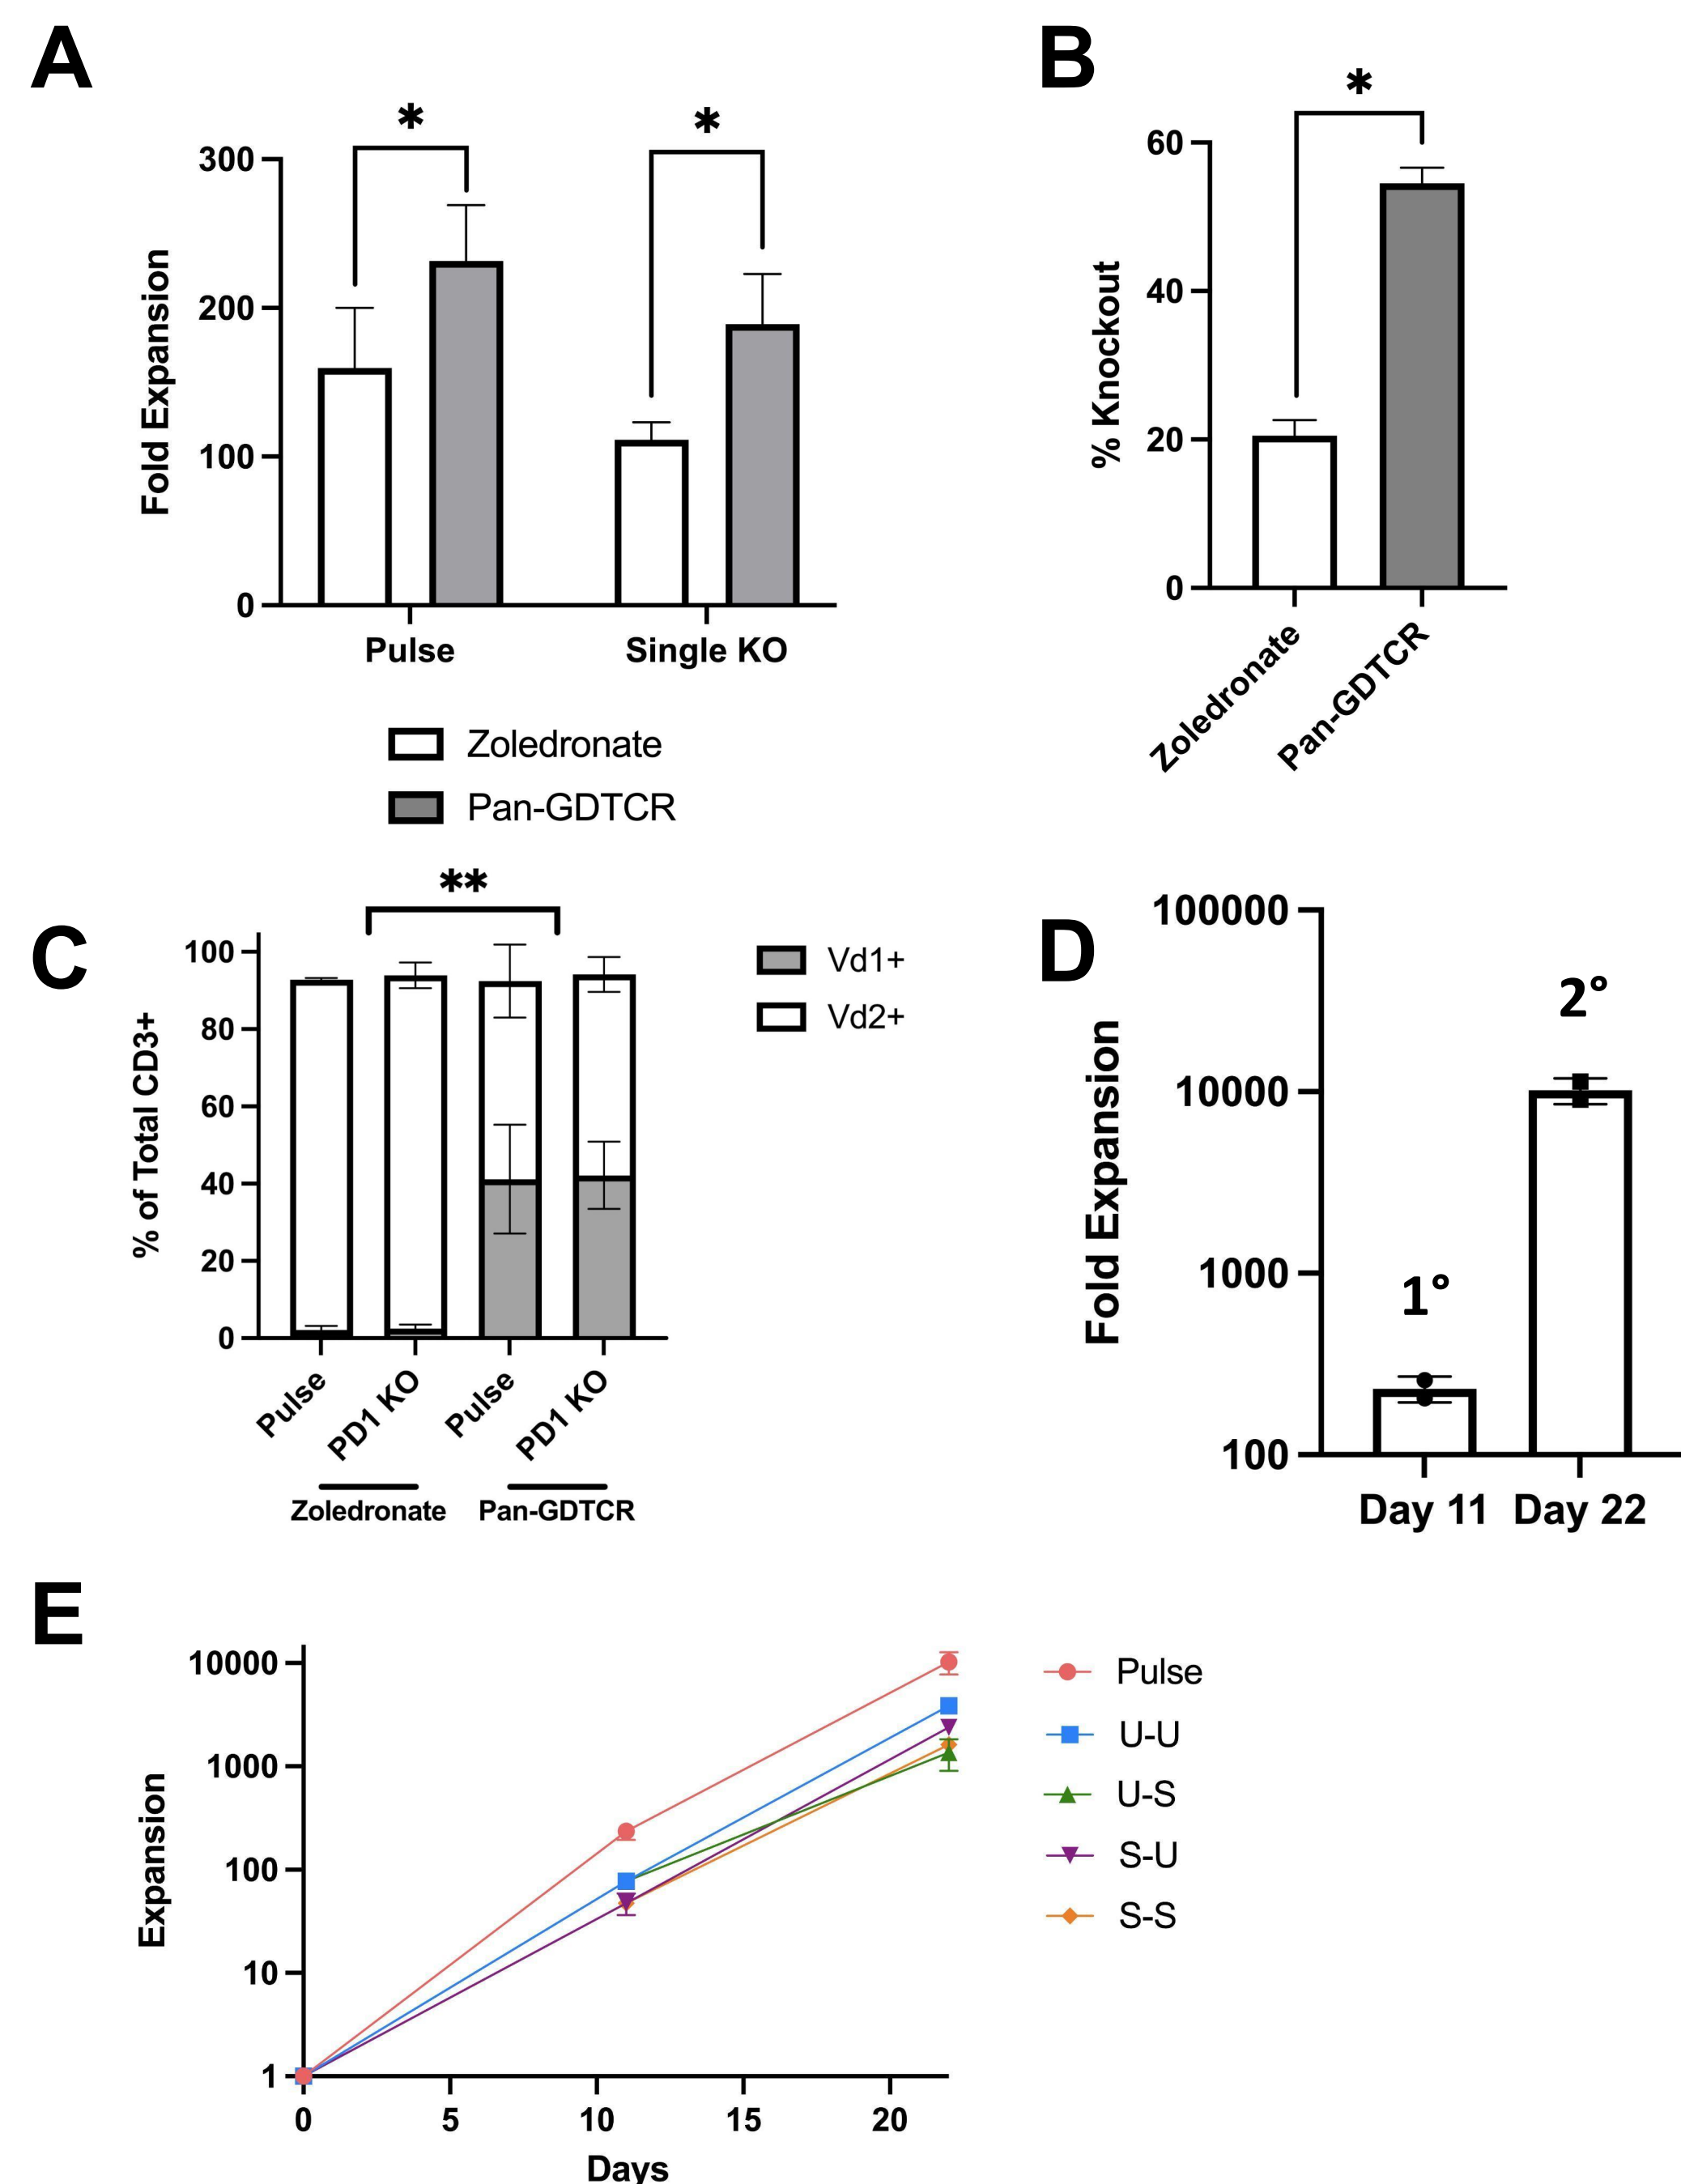 A
*
*
300
200
100
0
Fold Expansion
Pulse
Single KO
Zoledronate
Pan-GDTCR
B
*
60
40
20
0
% Knockout
Zoledronate
Pan-GDTCR
C
**
100
80
60
40
20
0
% of Total CD3+
Vd1+
Vd2+
Pulse
PD1 KO
Pulse
PD1 KO
Zoledronate
Pan-GDTCR
D
100000
10000
1000
100
Fold Expansion
1°
2°
Day 11
Day 22
E
10000
1000
100
10
1
Expansion
0
5
10
15
20
Days
Pulse
U-U
U-S
S-U
S-S